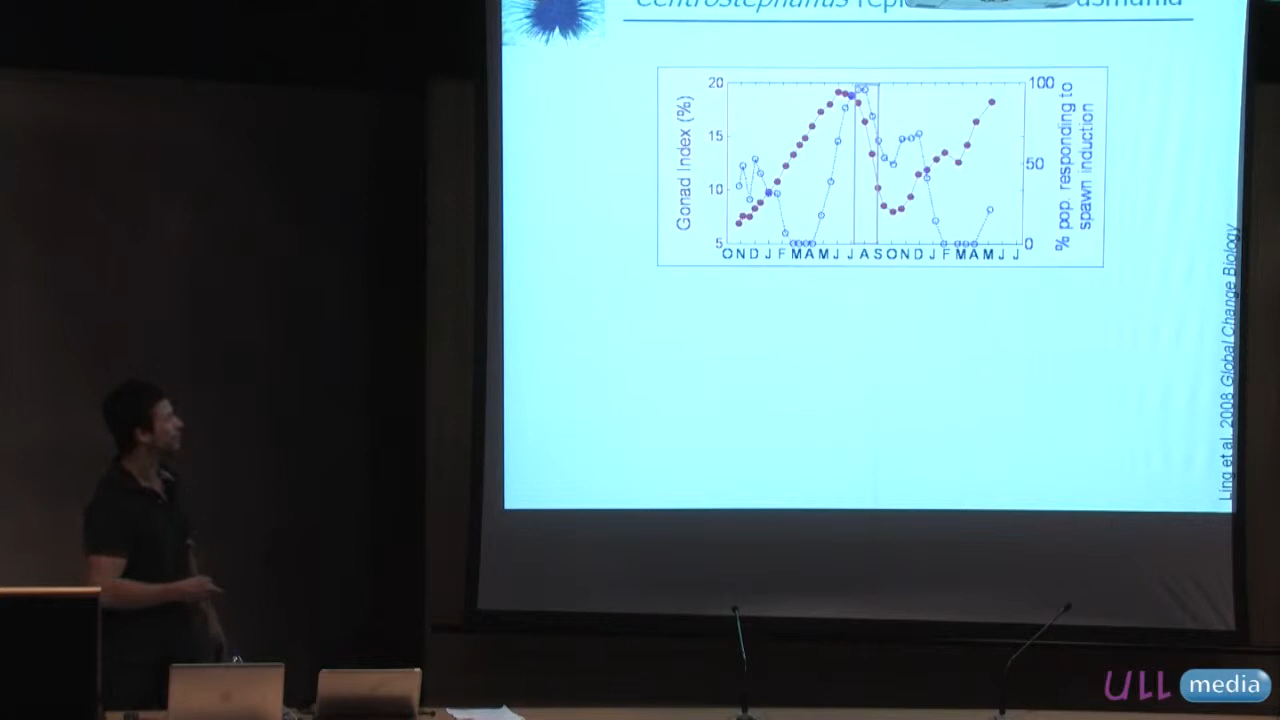 Centrostephanus
20
15
10
5
Gonad Index (%)
100
50
0
% pop. responding to
spawn induction
O N D J F M A M J J A S O N D J F M A M J J
Ling et al. 2008 Global Change Biology
ULL media